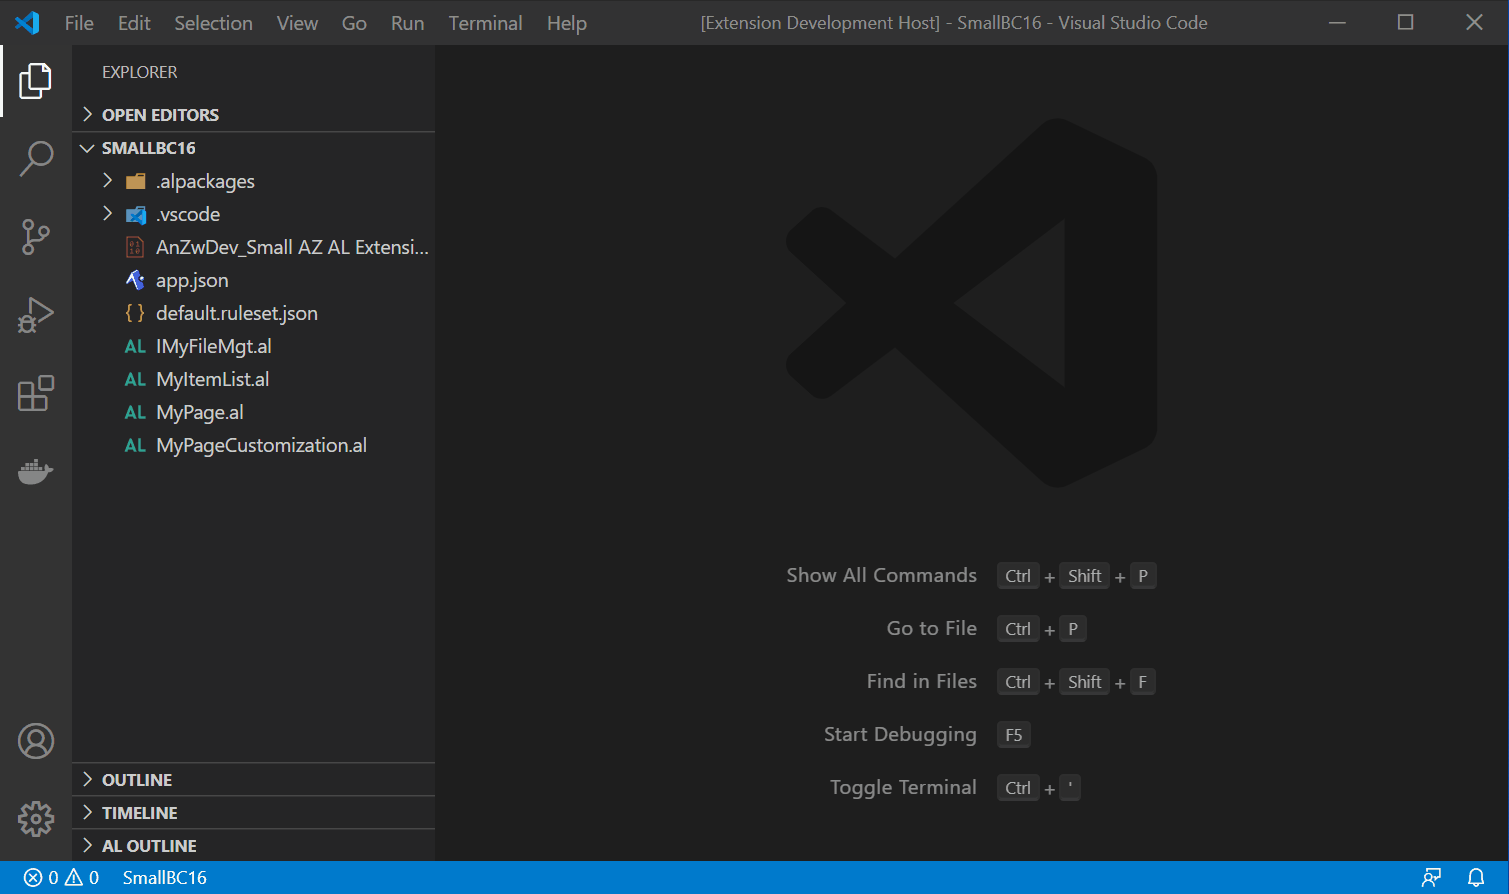 File Edit Selection View Go Run Terminal Help [Extension Development Host] - SmallBC16 - Visual Studio Code
EXPLORER
OPEN EDITORS
SMALLBC16
.alpackages
.vscode
AnZwDev_Small AZ AL Extensi...
app.json
{ } default.ruleset.json
AL IMyFileMgt.al
AL MyItemList.al
AL MyPage.al
AL MyPageCustomization.al
Show All Commands Ctrl + Shift + P
Go to File Ctrl + P
Find in Files Ctrl + Shift + F
Start Debugging F5
Toggle Terminal Ctrl + '
OUTLINE
TIMELINE
AL OUTLINE
0 0 SmallBC16